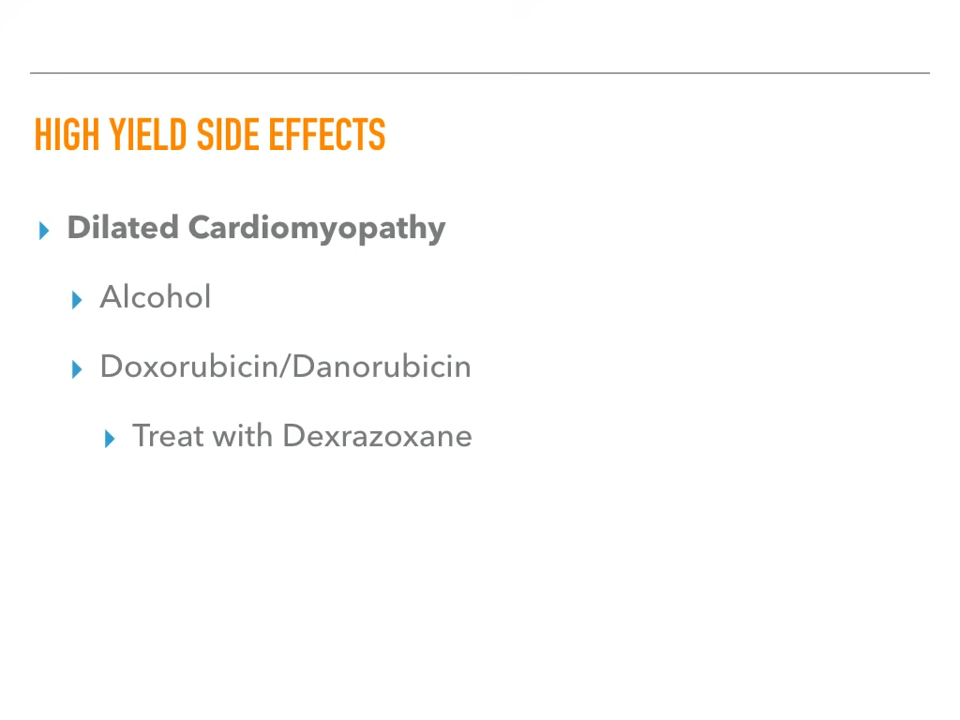 HIGH YIELD SIDE EFFECTS
Dilated Cardiomyopathy
Alcohol
Doxorubicin/Danorubicin
Treat with Dexrazoxane